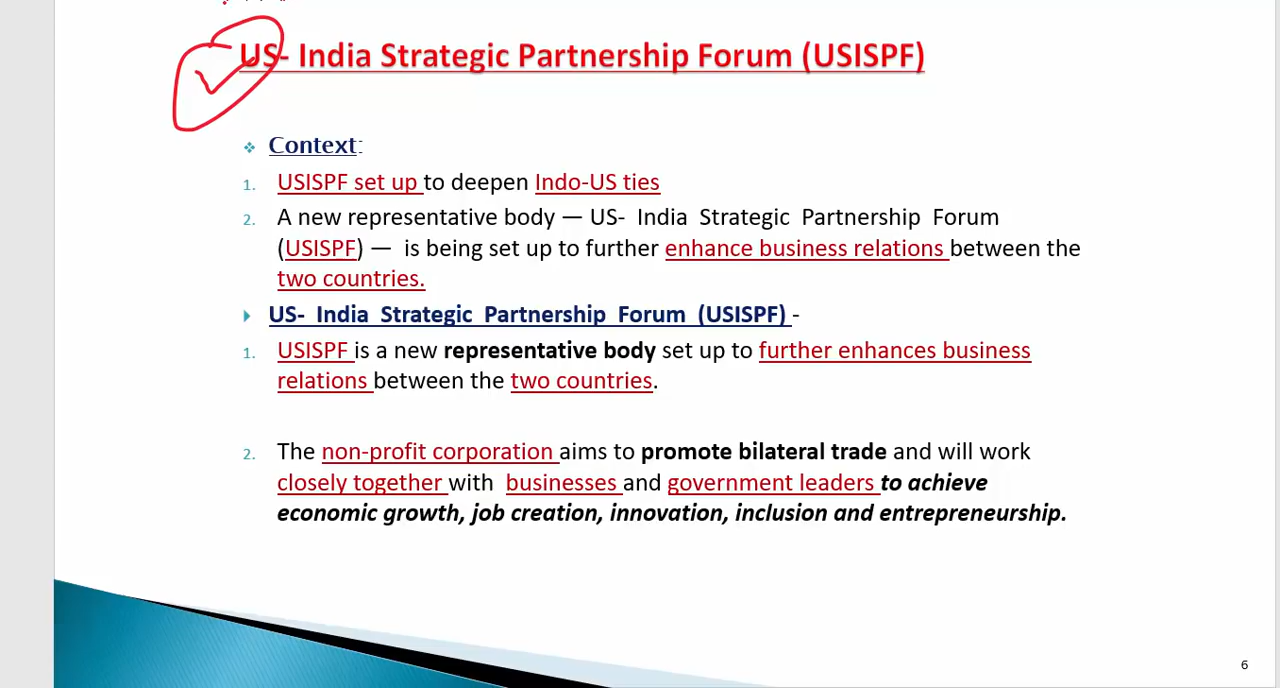 US- India Strategic Partnership Forum (USISPF)
Context:
1. USISPF set up to deepen Indo-US ties
2. A new representative body — US- India Strategic Partnership Forum
(USISPF) — is being set up to further enhance business relations between the
two countries.
US- India Strategic Partnership Forum (USISPF) -
1. USISPF is a new representative body set up to further enhances business
relations between the two countries.
2. The non-profit corporation aims to promote bilateral trade and will work
closely together with businesses and government leaders to achieve
economic growth, job creation, innovation, inclusion and entrepreneurship.
6